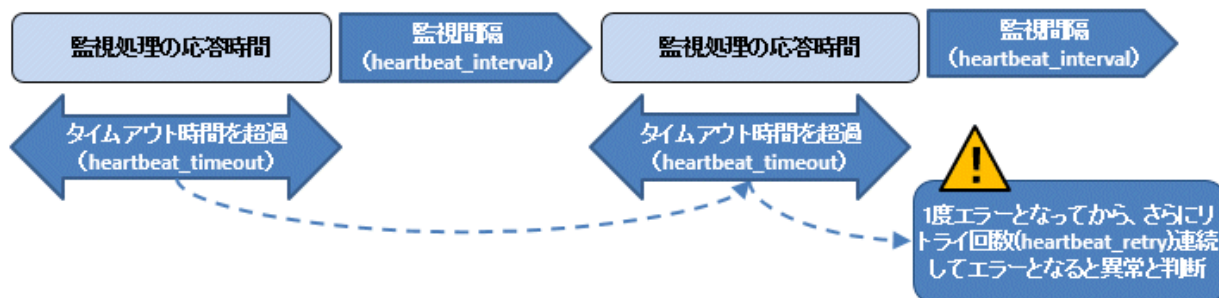 監視処理の応答時間
監視間隔
(heartbeat_interval)
監視処理の応答時間
監視間隔
(heartbeat_interval)
タイムアウト時間を超過
(heartbeat_timeout)
タイムアウト時間を超過
(heartbeat_timeout)
1度エラーとなってから、さらにリ
トライ回数(heartbeat_retry)連続
してエラーとなると異常と判断